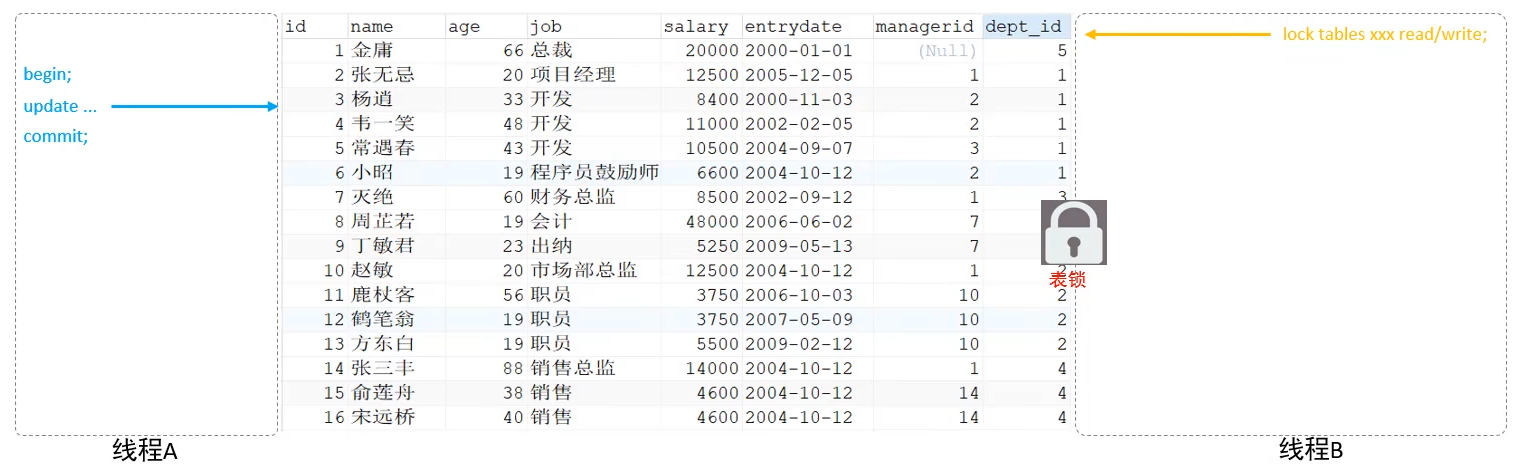 id name age job salary entrydate managerid dept_id
1 金庸 66 总裁 20000 2000-01-01 (Null) 5
2 张无忌 20 项目经理 12500 2005-12-05 1 1
3 杨逍 33 开发 8400 2000-11-03 2 1
4 韦一笑 48 开发 11000 2002-02-05 2 1
5 常遇春 43 开发 10500 2004-09-07 3 1
6 小昭 19 程序员鼓励师 6600 2004-10-12 2 1
7 灭绝 60 财务总监 8500 2002-09-12 1 3
8 周芷若 19 会计 48000 2006-06-02 7
9 丁敏君 23 出纳 5250 2009-05-13 7
10 赵敏 20 市场部总监 12500 2004-10-12 1 2
11 鹿杖客 56 职员 3750 2006-10-03 10 2
12 鹤笔翁 19 职员 3750 2007-05-09 10 2
13 方东白 19 职员 5500 2009-02-12 10 2
14 张三丰 88 销售总监 14000 2004-10-12 1 4
15 俞莲舟 38 销售 4600 2004-10-12 14 4
16 宋远桥 40 销售 4600 2004-10-12 14 4
begin;
update ...
commit;
线程A
lock tables xxx read/write;
表锁
线程B